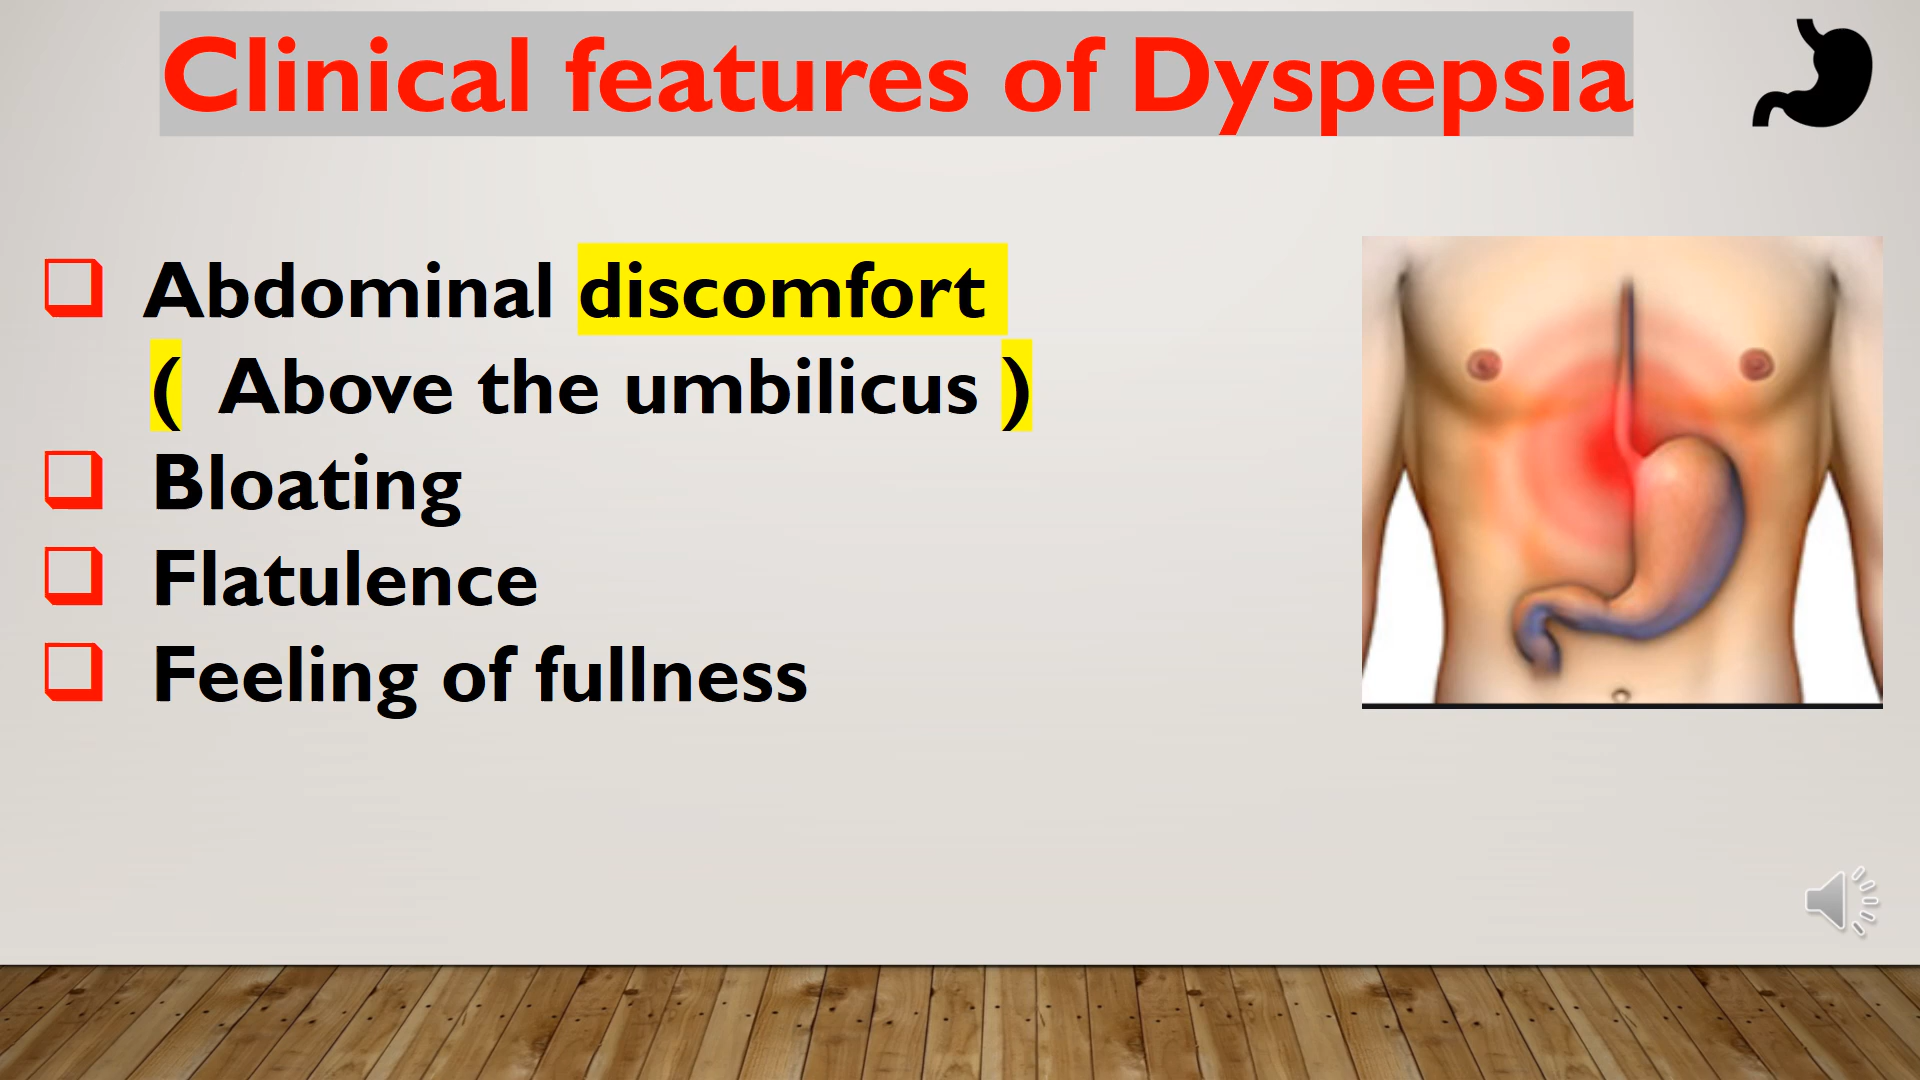 Clinical features of Dyspepsia
Abdominal discomfort
( Above the umbilicus )
Bloating
Flatulence
Feeling of fullness